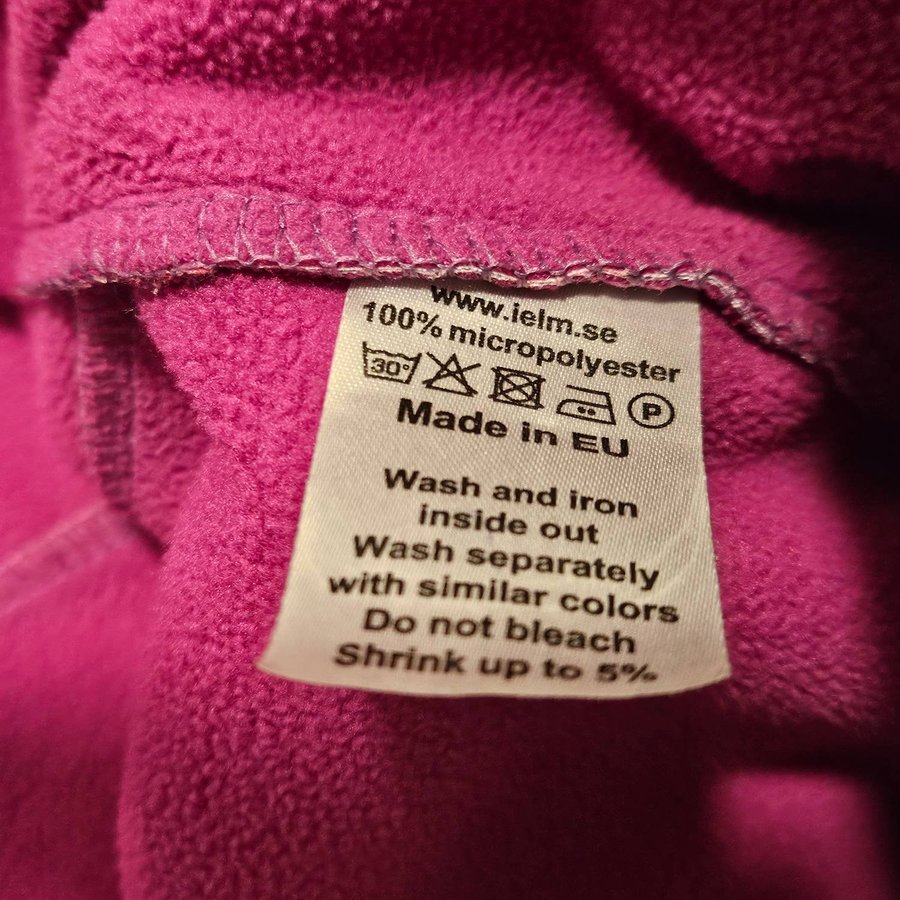 www.ielm.se
100% micropolyester
30° P
Made in EU
Wash and iron
inside out
Wash separately
with similar colors
Do not bleach
Shrink up to 5%